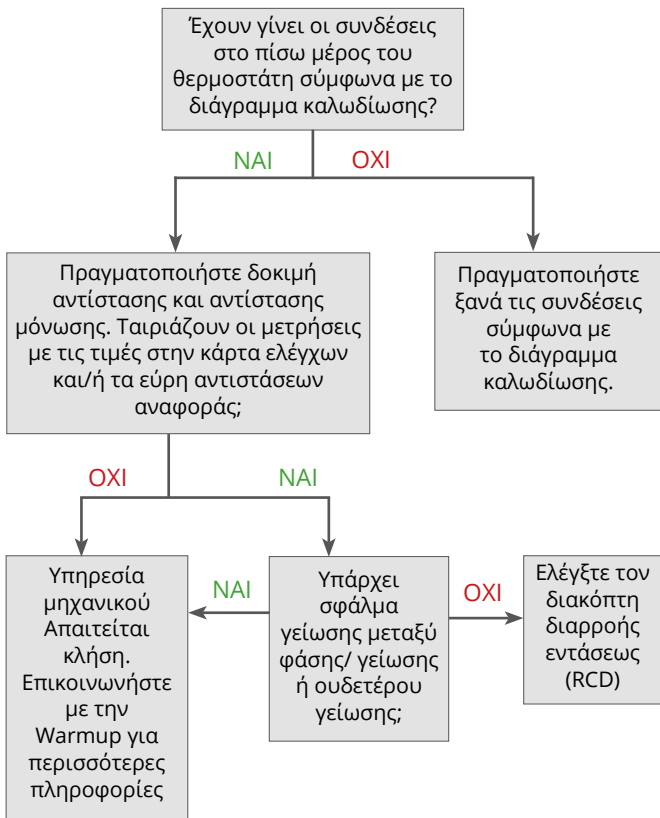 Έχουν γίνει οι συνδέσεις
στο πίσω μέρος του
θερμοστάτη σύμφωνα με το
διάγραμμα καλωδίωσης?
ΝΑΙ
ΟΧΙ
Πραγματοποιήστε δοκιμή
αντίστασης και αντίστασης
μόνωσης. Ταιριάζουν οι μετρήσεις
με τις τιμές στην κάρτα ελέγχων
και/ή τα εύρη αντιστάσεων
αναφοράς;
Πραγματοποιήστε
ξανά τις συνδέσεις
σύμφωνα με
το διάγραμμα
καλωδίωσης.
ΟΧΙ
ΝΑΙ
Υπηρεσία
μηχανικού
Απαιτείται
κλήση.
Επικοινωνήστε
με την
Warmup για
περισσότερες
πληροφορίες
ΝΑΙ
Υπάρχει
σφάλμα
γείωσης μεταξύ
φάσης/ γείωσης
ή ουδετέρου
γείωσης;
ΟΧΙ
Ελέγξτε τον
διακόπτη
διαρροής
εντάσεως
(RCD)